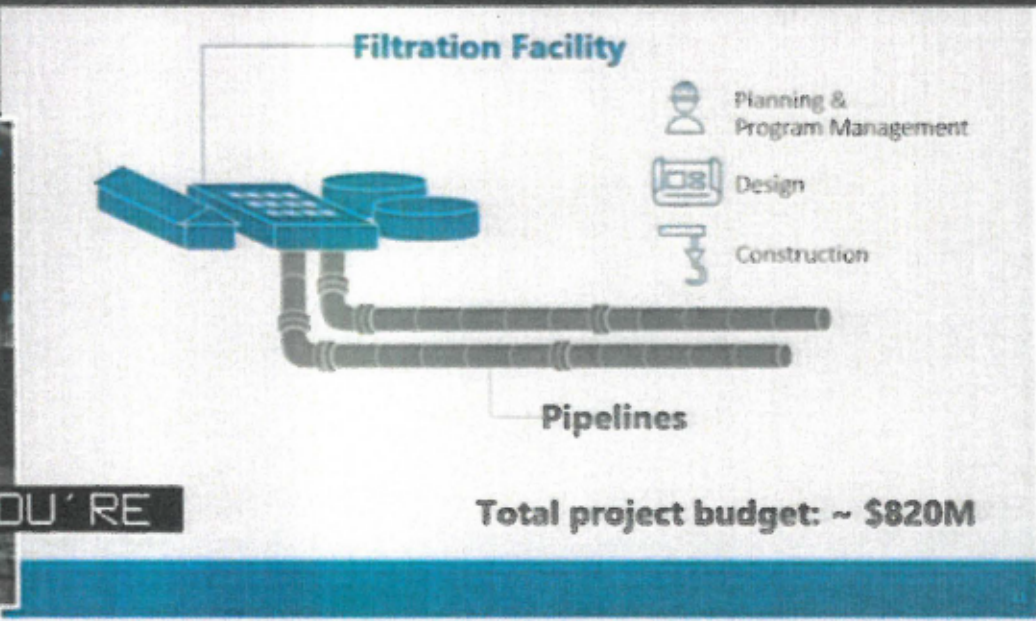 Filtration Facility
Planning &
Program Management
Design
Construction
Pipelines
OU'RE
Total project budget: ~ $820M